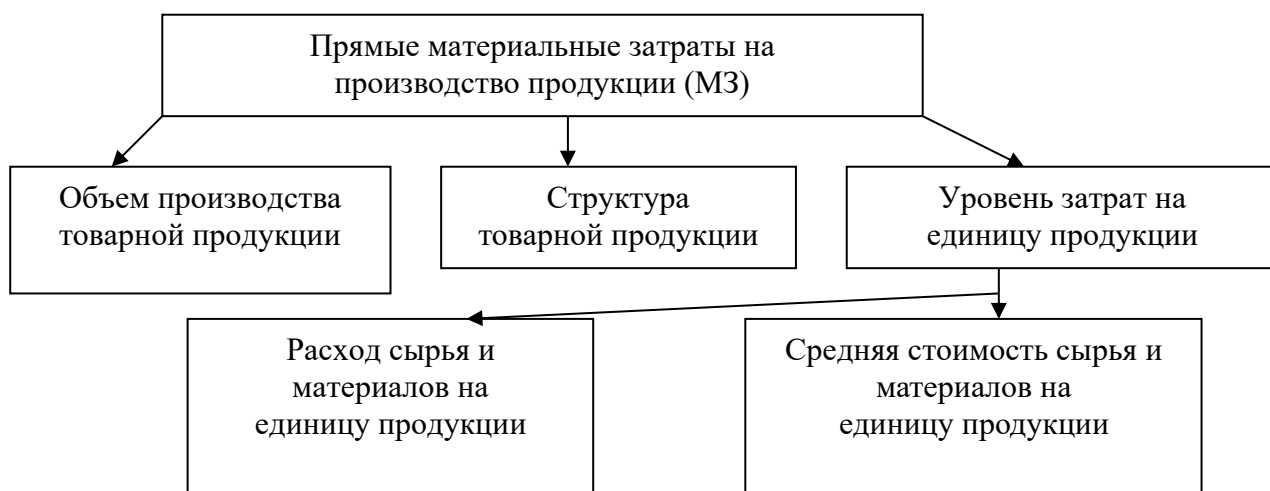 Прямые материальные затраты на
производство продукции (МЗ)
Объем производства
товарной продукции
Структура
товарной продукции
Уровень затрат на
единицу продукции
Расход сырья и
материалов на
единицу продукции
Средняя стоимость сырья и
материалов на
единицу продукции